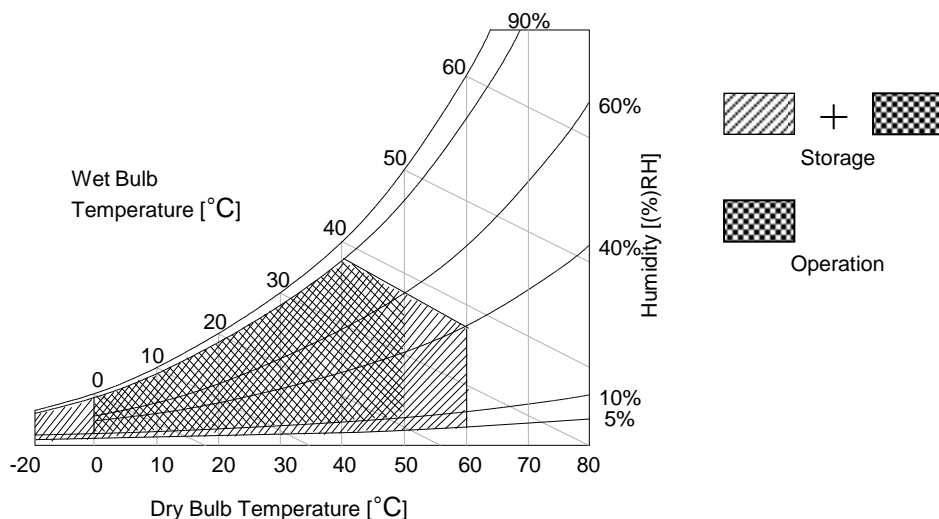 90%
60
60%
50
Wet Bulb
Temperature [°C]
Storage
40
40%
Humidity [(%)RH]
30
Operation
20
10
0
10%
5%
-20 0 10 20 30 40 50 60 80
Dry Bulb Temperature [°C]